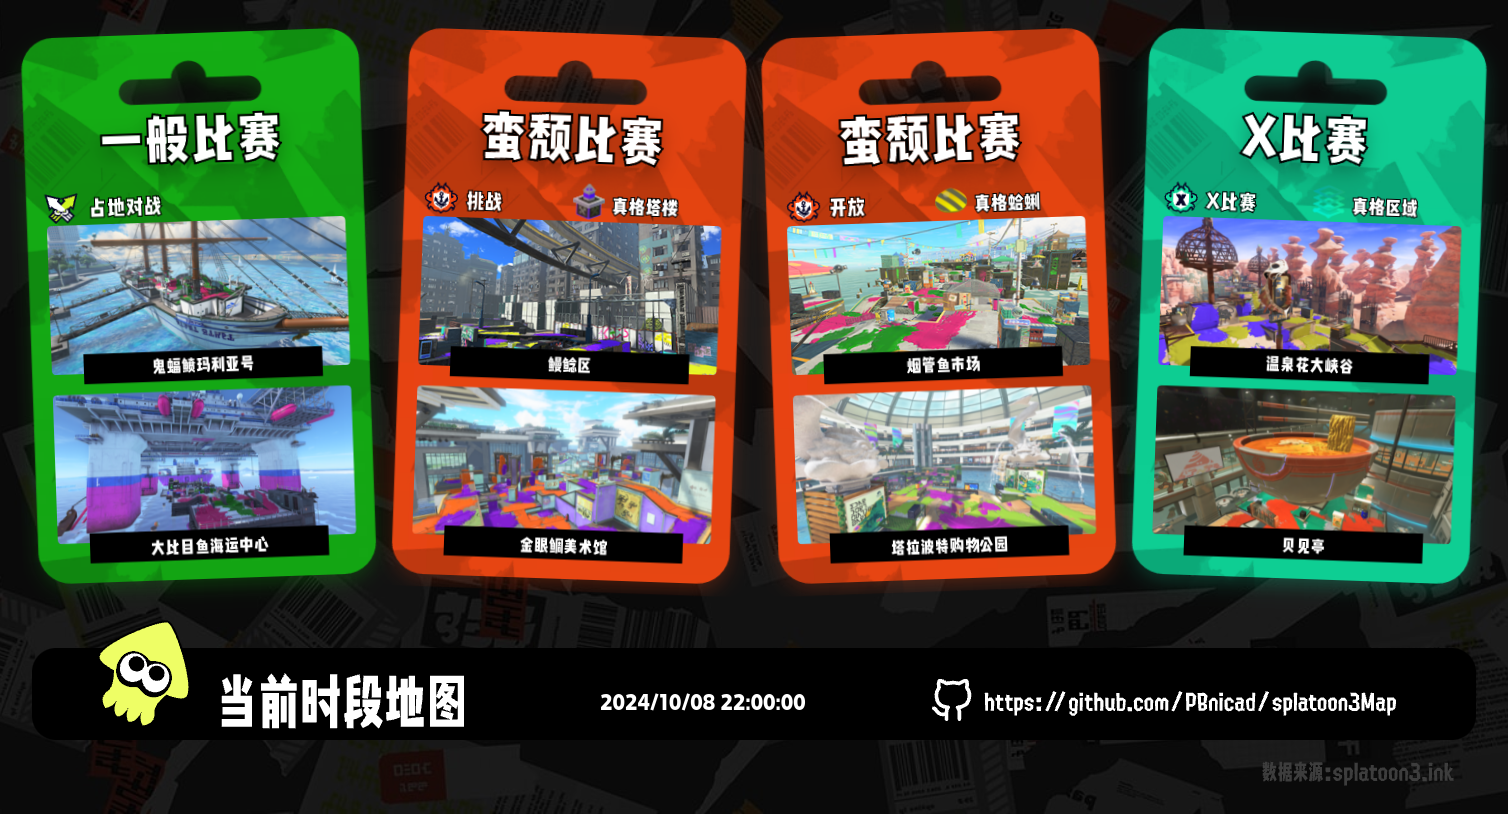 一般比赛
占地对战
鬼蝠鲼玛利亚号
大比目鱼海运中心
蛮颓比赛
挑战
真格塔楼
鳗鲶区
金眼鲷美术馆
蛮颓比赛
开放
真格蛤蜊
烟管鱼市场
塔拉波特购物公园
X比赛
X比赛
真格区域
温泉花大峡谷
贝见亭
当前时段地图
2024/10/08 22:00:00
https://github.com/PBnicad/splatoon3Map
数据来源:splatoon3.ink